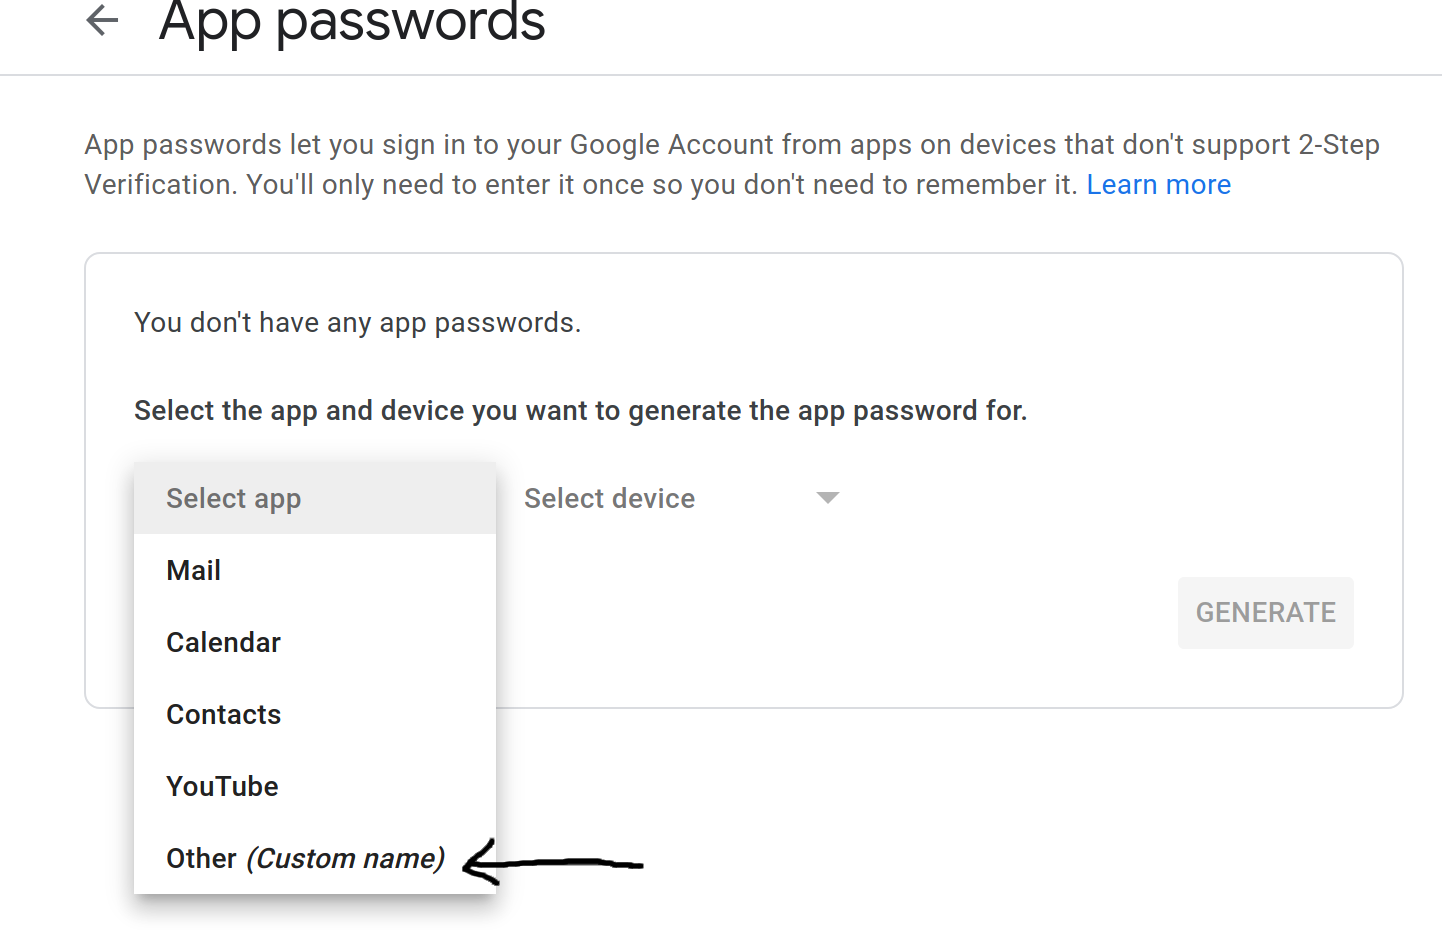 App passwords
App passwords let you sign in to your Google Account from apps on devices that don't support 2-Step
Verification. You'll only need to enter it once so you don't need to remember it. Learn more
You don't have any app passwords.
Select the app and device you want to generate the app password for.
Select app
Select device
Mail
Calendar
Contacts
YouTube
Other (Custom name)
GENERATE